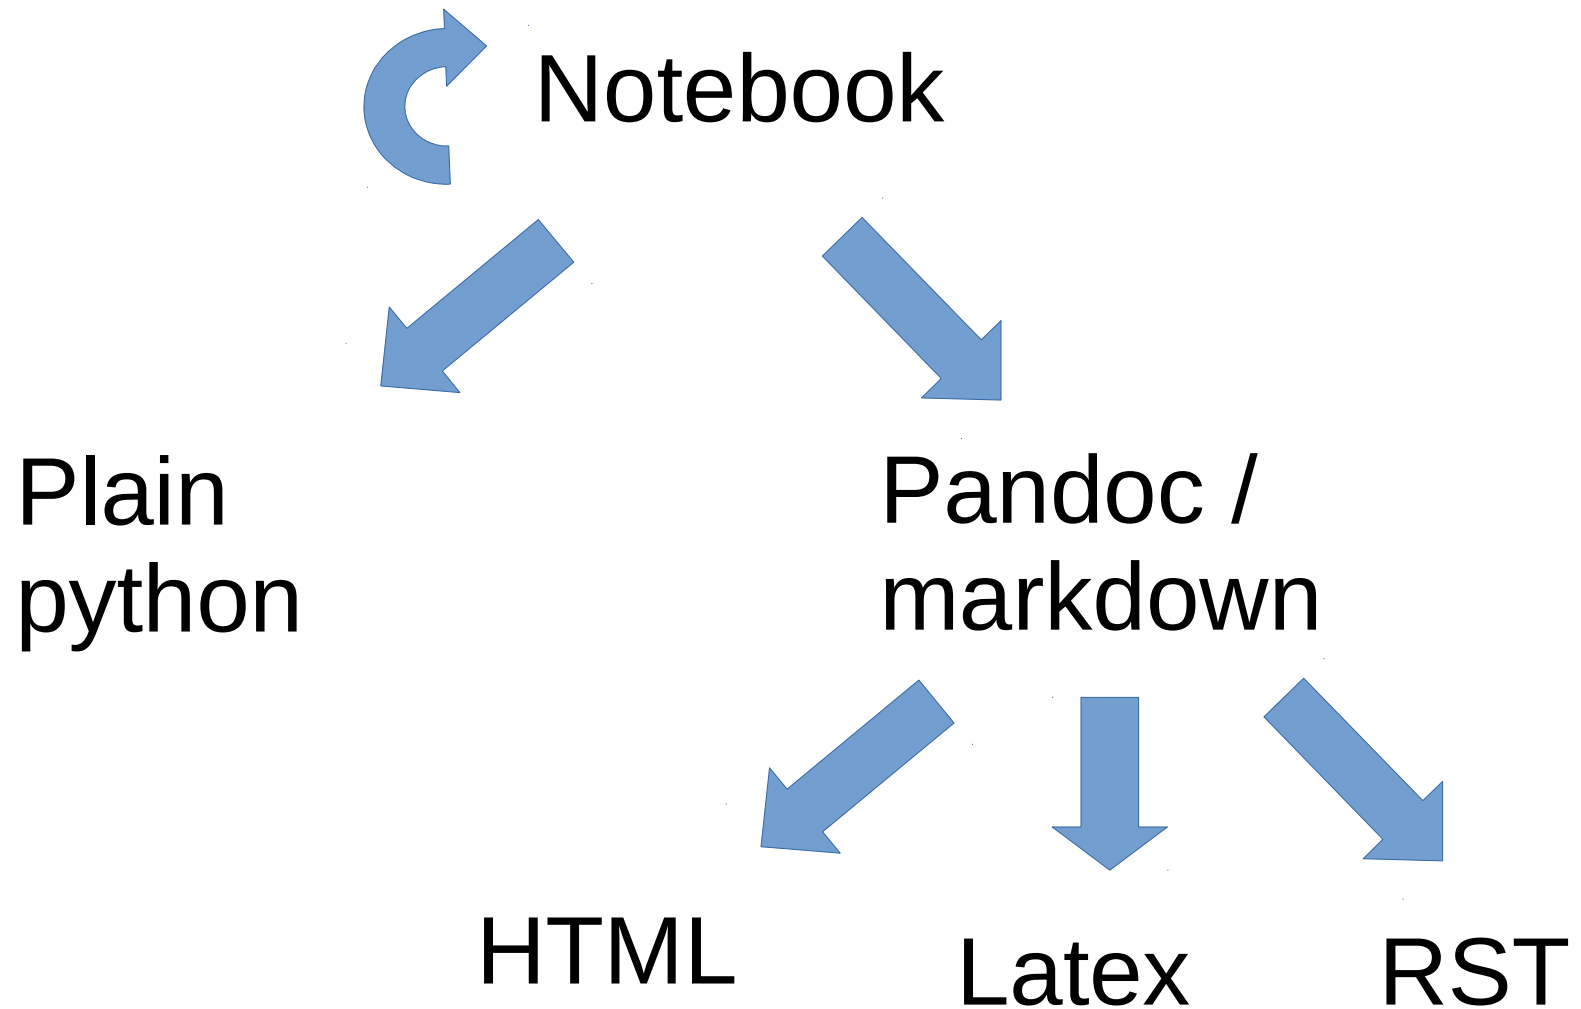 Notebook
Plain
python
Pandoc /
markdown
HTML
Latex
RST